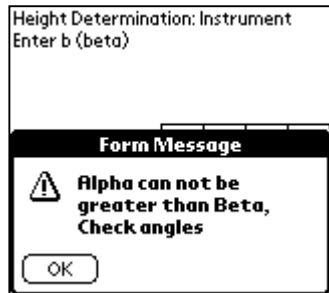 Height Determination: Instrument
Enter b (beta)
Form Message
Alpha can not be
greater than Beta,
Check angles
OK